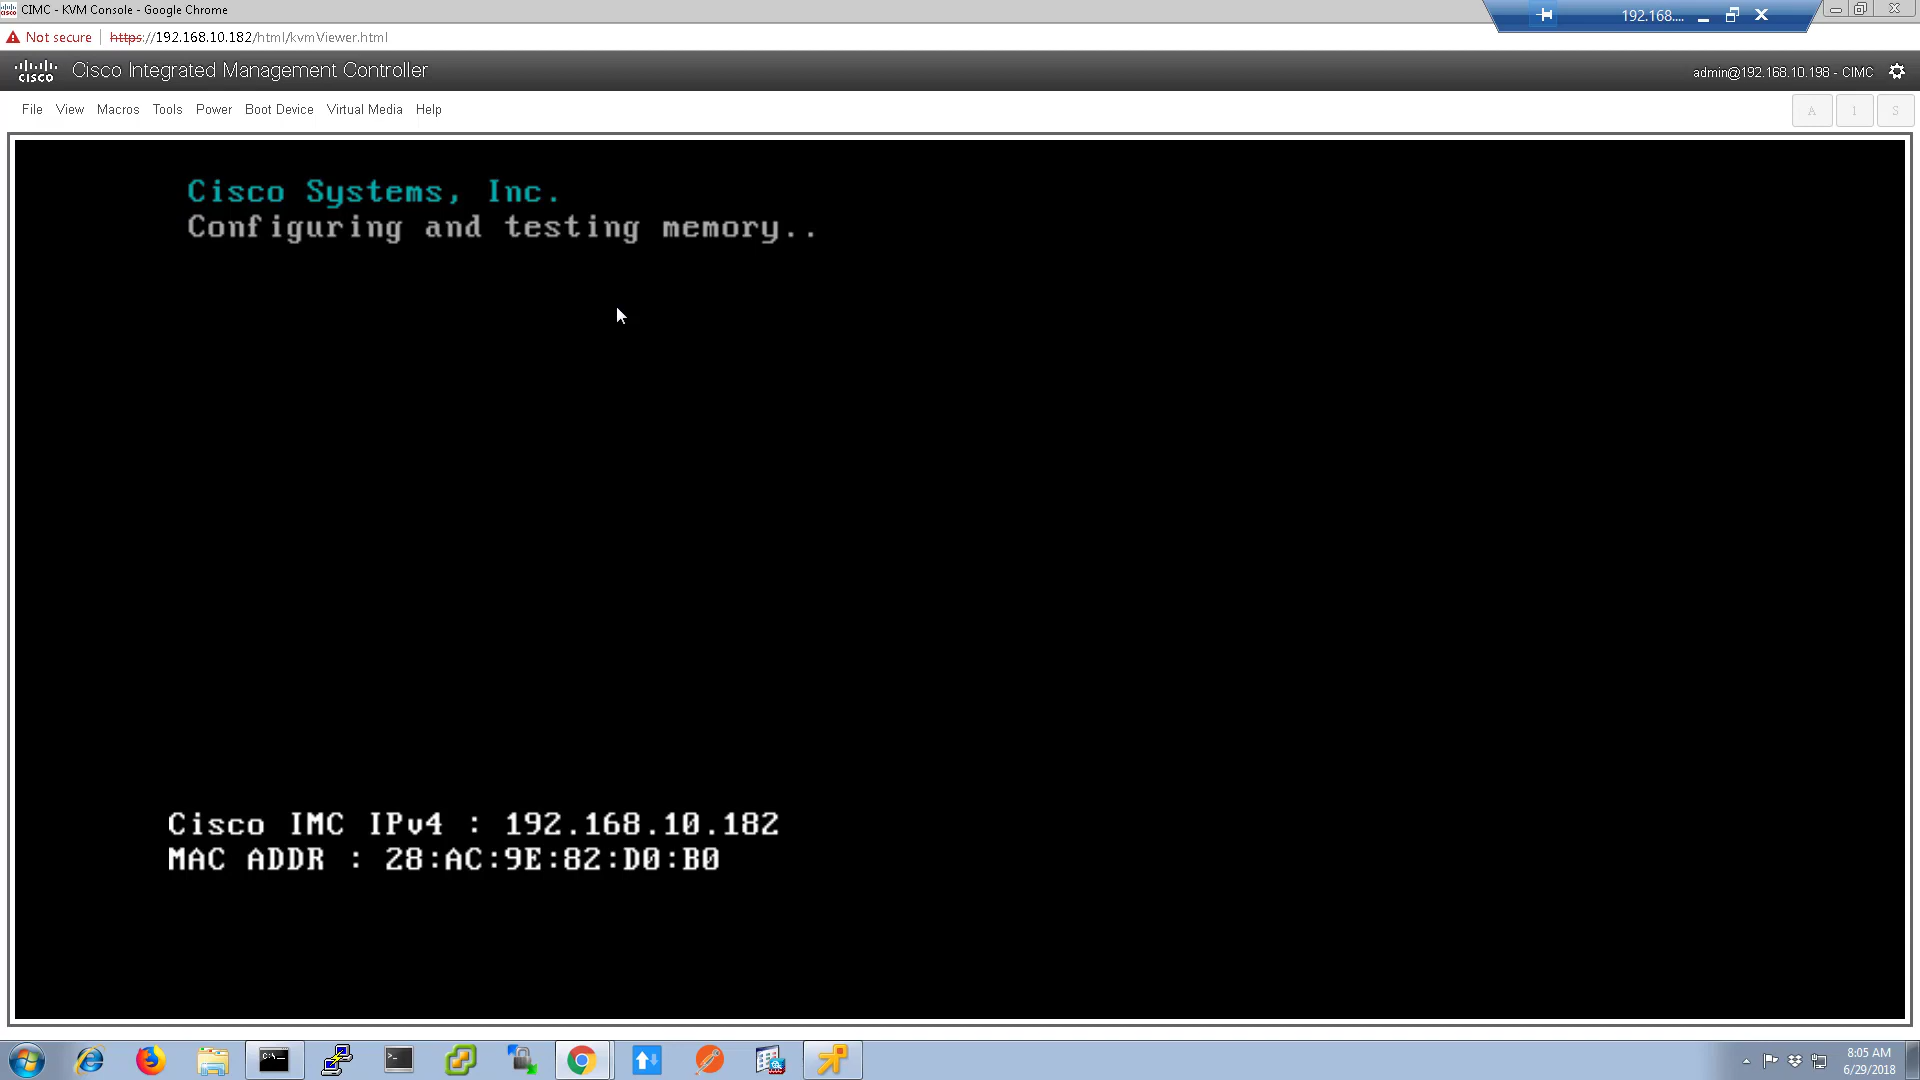 CIMC - KVM Console - Google Chrome
192.168....
Not secure https://192.168.10.182/html/kvmViewer.html
cisco Cisco Integrated Management Controller
admin@192.168.10.198 - CIMC
File View Macros Tools Power Boot Device Virtual Media Help
A 1 S
Cisco Systems, Inc.
Configuring and testing memory..
Cisco IMC IPv4 : 192.168.10.182
MAC ADDR : 28:AC:9E:82:D0:B0
C:\_
>_
8:05 AM
6/29/2018